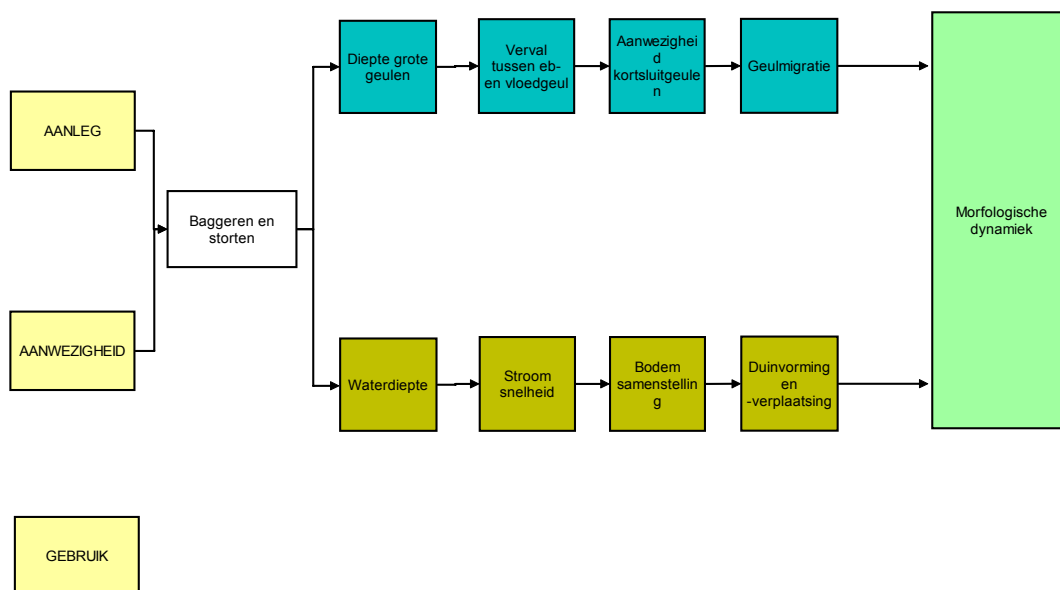 AANLEG
AANWEZIGHEID
GEBRUIK
Baggeren en
storten
Diepte grote
geulen
Verval
tussen eb-
en vloedgeul
Aanwezighei
d
kortsluitgeule
n
Geulmigratie
Waterdiepte
Stroom
snelheid
Bodem
samenstellin
g
Duinvorming
en
-verplaatsing
Morfologische
dynamiek